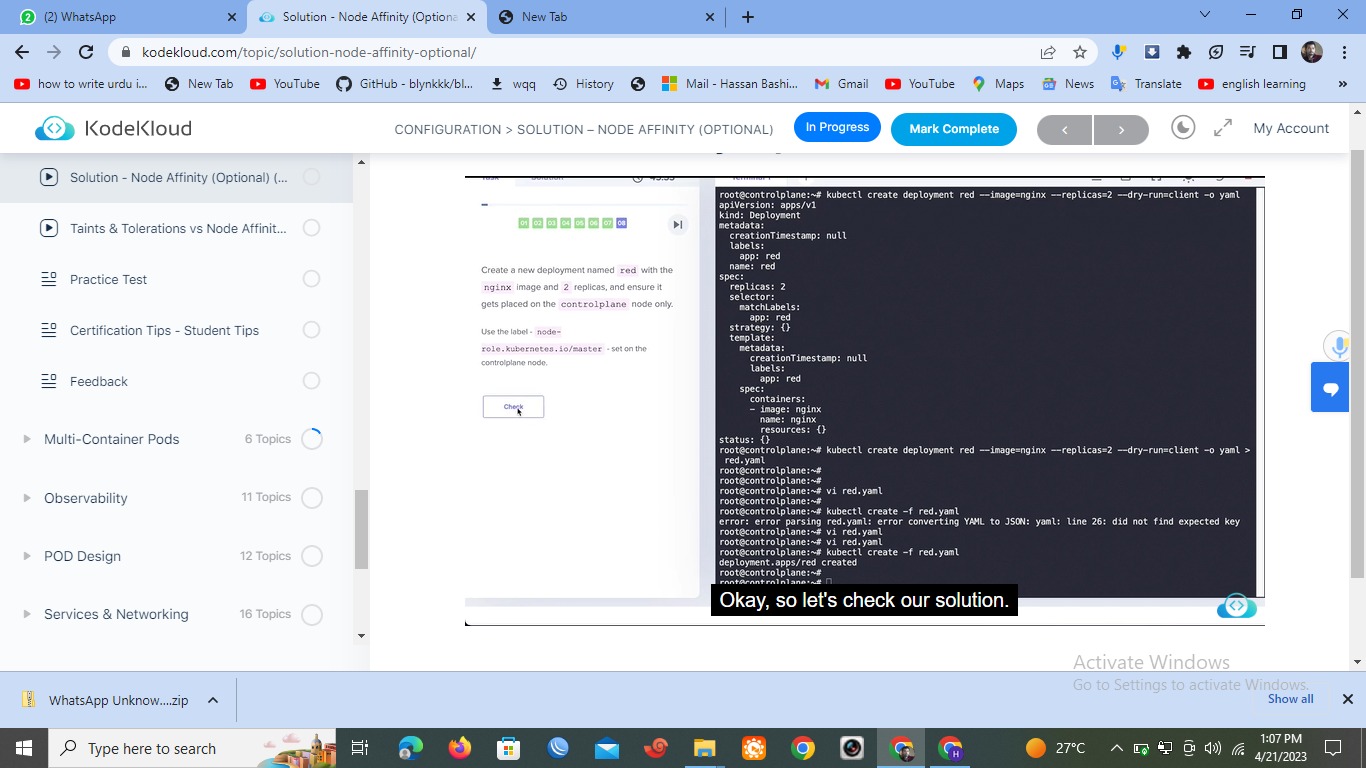 (2) WhatsApp
Solution - Node Affinity (Optiona
New Tab
kodekloud.com/topic/solution-node-affinity-optional/
how to write urdu i...
New Tab
YouTube
GitHub - blynkkk/bl...
wqq
History
Mail - Hassan Bashi...
Gmail
YouTube
Maps
News
Translate
english learning
»
KodeKloud
CONFIGURATION > SOLUTION – NODE AFFINITY (OPTIONAL)
In Progress
Mark Complete
My Account
Solution - Node Affinity (Optional) (...
Taints & Tolerations vs Node Affinit...
Practice Test
Certification Tips - Student Tips
Feedback
Multi-Container Pods
6 Topics
Observability
11 Topics
POD Design
12 Topics
Services & Networking
16 Topics
01 02 03 04 05 06 07 08
Create a new deployment named red with the
nginx image and 2 replicas, and ensure it
gets placed on the controlplane node only.
Use the label - node-
role.kubernetes.io/master - set on the
controlplane node.
Check
root@controlplane:~# kubectl create deployment red --image=nginx --replicas=2 --dry-run=client -o yaml
apiVersion: apps/v1
kind: Deployment
metadata:
  creationTimestamp: null
  labels:
    app: red
  name: red
spec:
  replicas: 2
  selector:
    matchLabels:
      app: red
  strategy: {}
  template:
    metadata:
      creationTimestamp: null
      labels:
        app: red
    spec:
      containers:
      - image: nginx
        name: nginx
        resources: {}
status: {}
root@controlplane:~# kubectl create deployment red --image=nginx --replicas=2 --dry-run=client -o yaml >
 red.yaml
root@controlplane:~#
root@controlplane:~#
root@controlplane:~# vi red.yaml
root@controlplane:~#
root@controlplane:~# kubectl create -f red.yaml
error: error parsing red.yaml: error converting YAML to JSON: yaml: line 26: did not find expected key
root@controlplane:~# vi red.yaml
root@controlplane:~# vi red.yaml
root@controlplane:~# kubectl create -f red.yaml
deployment.apps/red created
root@controlplane:~#
root@controlplane:~#
Okay, so let's check our solution.
Activate Windows
Go to Settings to activate Windows.
WhatsApp Unknow....zip
Show all
Type here to search
27°C
1:07 PM
4/21/2023